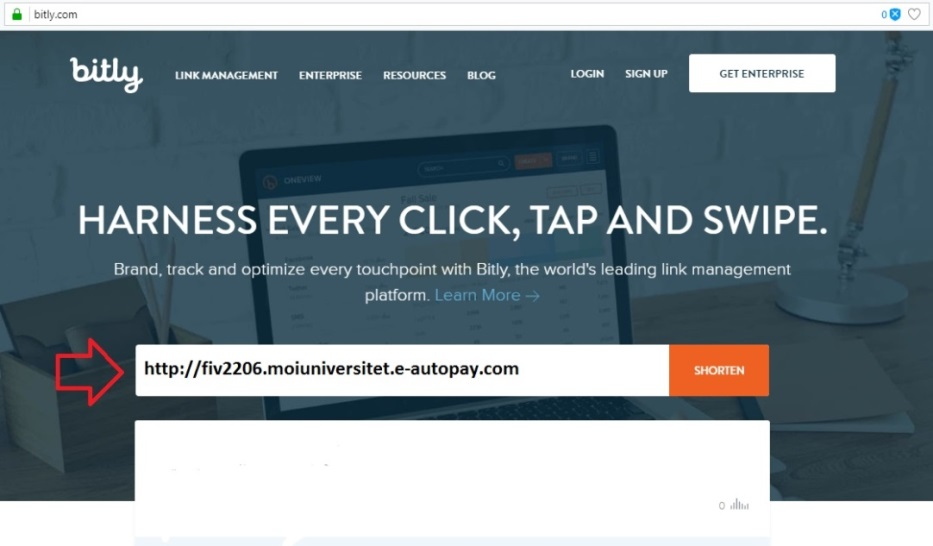 bitly.com
0
bitly
LINK MANAGEMENT ENTERPRISE RESOURCES BLOG LOGIN SIGN UP GET ENTERPRISE
ONEVIEW
HARNESS EVERY CLICK, TAP AND SWIPE.
Brand, track and optimize every touchpoint with Bitly, the world's leading link management
platform. Learn More →
http://fiv2206.moiuniversitet.e-autopay.com SHORTEN
0